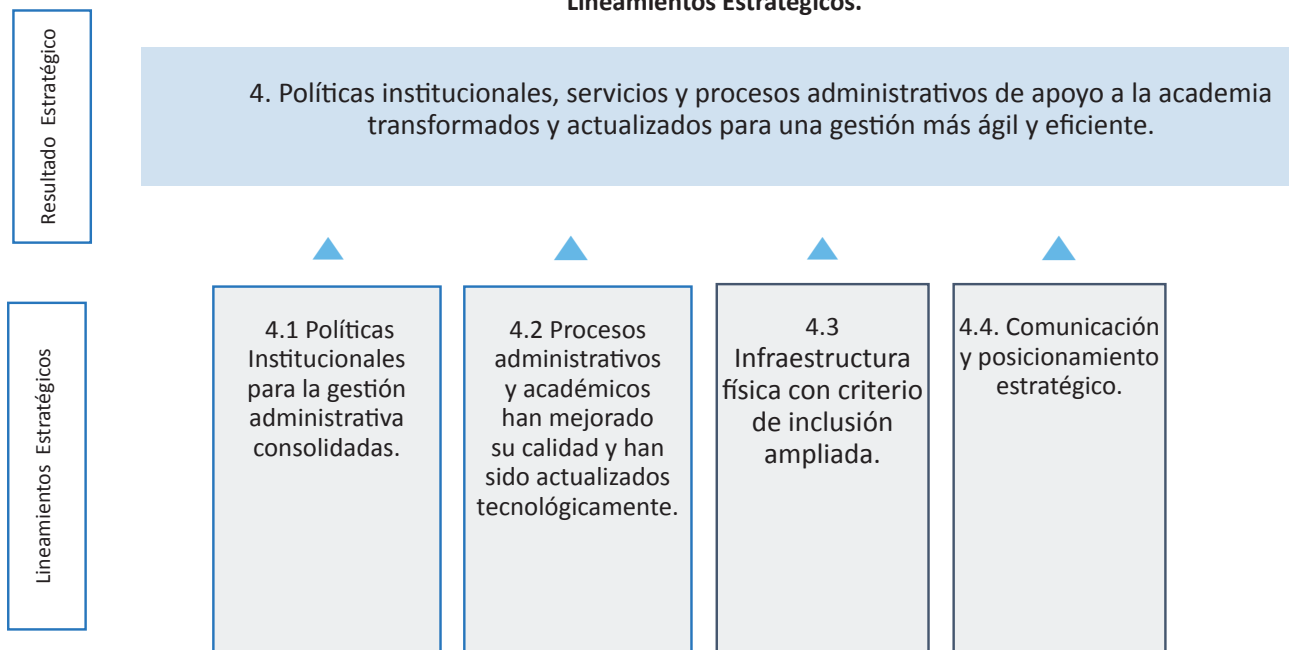 Lineamientos Estratégicos.
Resultado Estratégico
4. Políticas institucionales, servicios y procesos administrativos de apoyo a la academia
transformados y actualizados para una gestión más ágil y eficiente.
Lineamientos Estratégicos
4.1 Políticas
Institucionales
para la gestión
administrativa
consolidadas.
4.2 Procesos
administrativos
y académicos
han mejorado
su calidad y han
sido actualizados
tecnológicamente.
4.3
Infraestructura
física con criterio
de inclusión
ampliada.
4.4. Comunicación
y posicionamiento
estratégico.